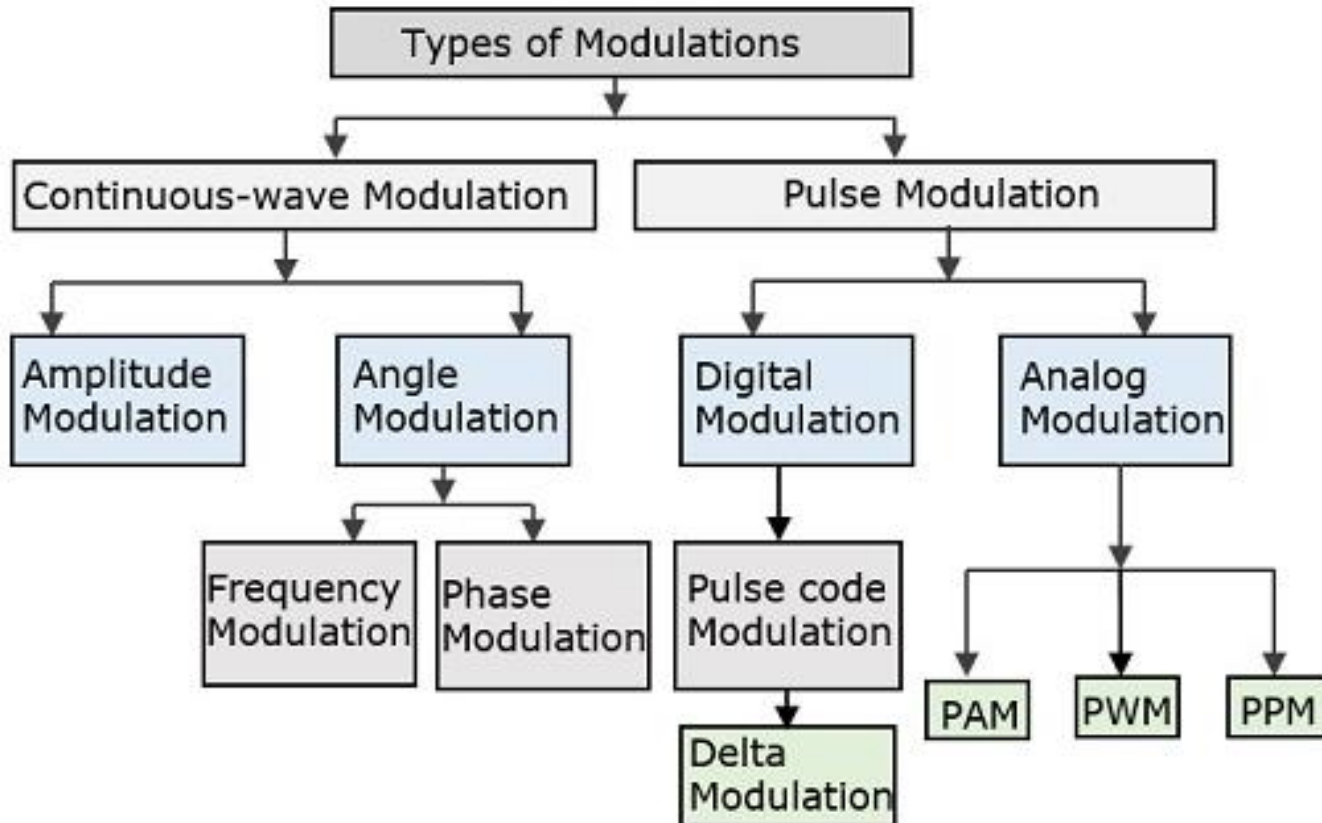 Types of Modulations
Continuous-wave Modulation
Pulse Modulation
Amplitude
Modulation
Angle
Modulation
Digital
Modulation
Analog
Modulation
Frequency
Modulation
Phase
Modulation
Pulse code
Modulation
PAM
PWM
PPM
Delta
Modulation